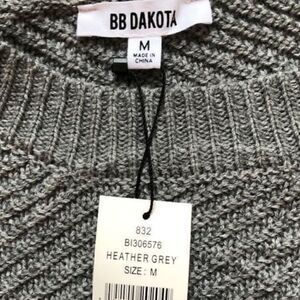 BB DAKOTA
M
MADE IN
CHINA
832
BI306576
HEATHER GREY
SIZE : M